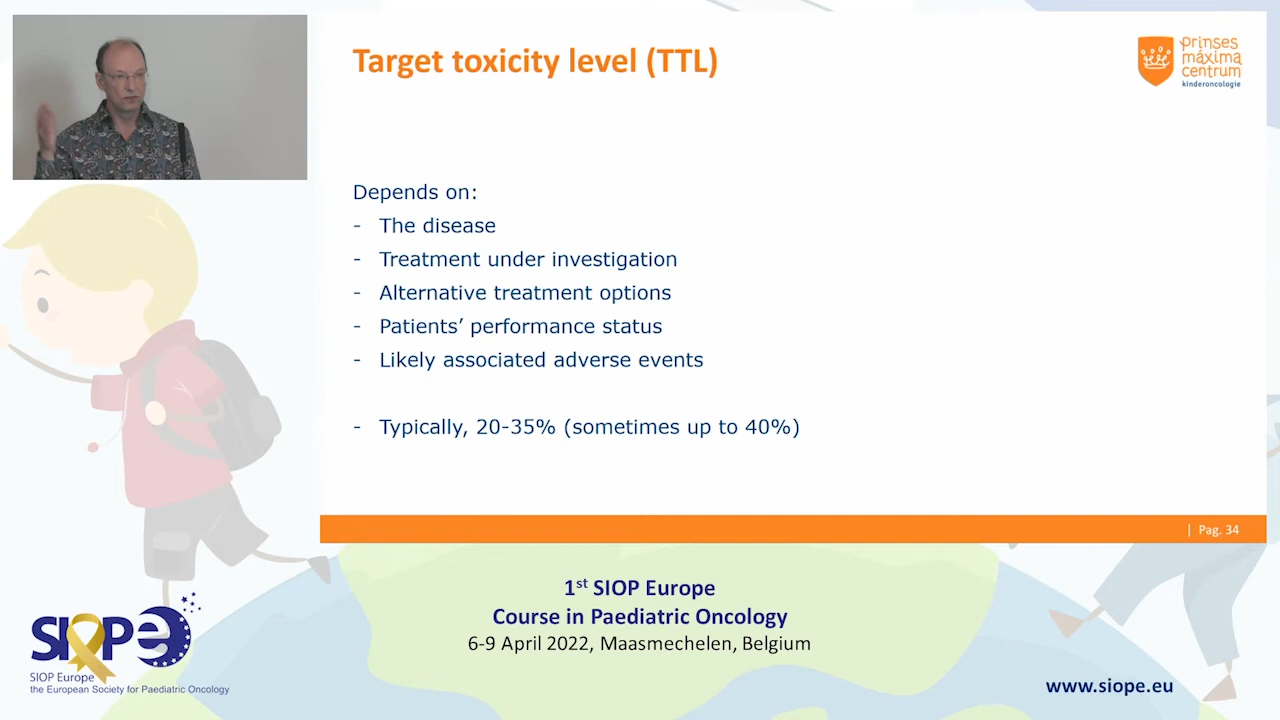 Target toxicity level (TTL)
prinses
máxima
centrum
kinderoncologie
Depends on:
- The disease
- Treatment under investigation
- Alternative treatment options
- Patients’ performance status
- Likely associated adverse events
- Typically, 20-35% (sometimes up to 40%)
| Pag. 34
1st SIOP Europe
Course in Paediatric Oncology
6-9 April 2022, Maasmechelen, Belgium
SIOPe
SIOP Europe
the European Society for Paediatric Oncology
www.siope.eu